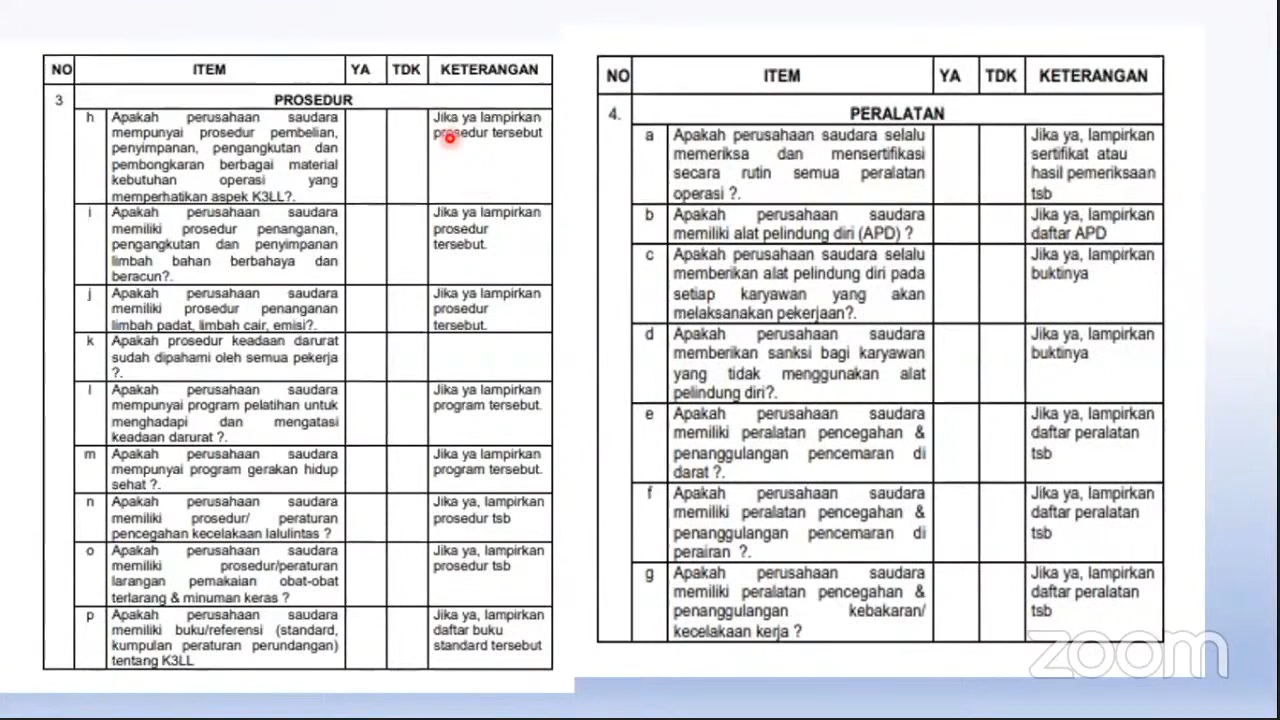 NO ITEM YA TDK KETERANGAN
3 PROSEDUR
h Apakah perusahaan saudara Jika ya lampirkan
mempunyai prosedur pembelian, prosedur tersebut
penyimpanan, pengangkutan dan
pembongkaran berbagai material
kebutuhan operasi yang
memperhatikan aspek K3LL?.
i Apakah perusahaan saudara Jika ya lampirkan
memiliki prosedur penanganan, prosedur
pengangkutan dan penyimpanan tersebut.
limbah bahan berbahaya dan
beracun?.
j Apakah perusahaan saudara Jika ya lampirkan
memiliki prosedur penanganan prosedur
limbah padat, limbah cair, emisi?. tersebut.
k Apakah prosedur keadaan darurat
sudah dipahami oleh semua pekerja
?.
l Apakah perusahaan saudara Jika ya lampirkan
mempunyai program pelatihan untuk program tersebut.
menghadapi dan mengatasi
keadaan darurat ?.
m Apakah perusahaan saudara Jika ya lampirkan
mempunyai program gerakan hidup program tersebut.
sehat ?.
n Apakah perusahaan saudara Jika ya, lampirkan
memiliki prosedur/ peraturan prosedur tsb
pencegahan kecelakaan lalulintas ?
o Apakah perusahaan saudara Jika ya, lampirkan
memiliki prosedur/peraturan prosedur tsb
larangan pemakaian obat-obat
terlarang & minuman keras ?
p Apakah perusahaan saudara Jika ya, lampirkan
memiliki buku/referensi (standard, daftar buku
kumpulan peraturan perundangan) standard tersebut
tentang K3LL
NO ITEM YA TDK KETERANGAN
4. PERALATAN
a Apakah perusahaan saudara selalu Jika ya, lampirkan
memeriksa dan mensertifikasi sertifikat atau
secara rutin semua peralatan hasil pemeriksaan
operasi ?. tsb
b Apakah perusahaan saudara Jika ya, lampirkan
memiliki alat pelindung diri (APD) ? daftar APD
c Apakah perusahaan saudara selalu Jika ya, lampirkan
memberikan alat pelindung diri pada buktinya
setiap karyawan yang akan
melaksanakan pekerjaan?.
d Apakah perusahaan saudara Jika ya, lampirkan
memberikan sanksi bagi karyawan buktinya
yang tidak menggunakan alat
pelindung diri?.
e Apakah perusahaan saudara Jika ya, lampirkan
memiliki peralatan pencegahan & daftar peralatan
penanggulangan pencemaran di tsb
darat ?.
f Apakah perusahaan saudara Jika ya, lampirkan
memiliki peralatan pencegahan & daftar peralatan
penanggulangan pencemaran di tsb
perairan ?.
g Apakah perusahaan saudara Jika ya, lampirkan
memiliki peralatan pencegahan & daftar peralatan
penanggulangan kebakaran/ tsb
kecelakaan kerja ?
zoom